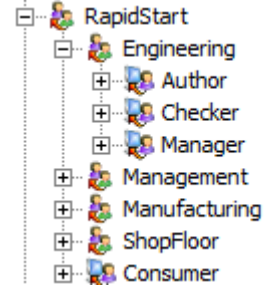 RapidStart
Engineering
Author
Checker
Manager
Management
Manufacturing
ShopFloor
Consumer